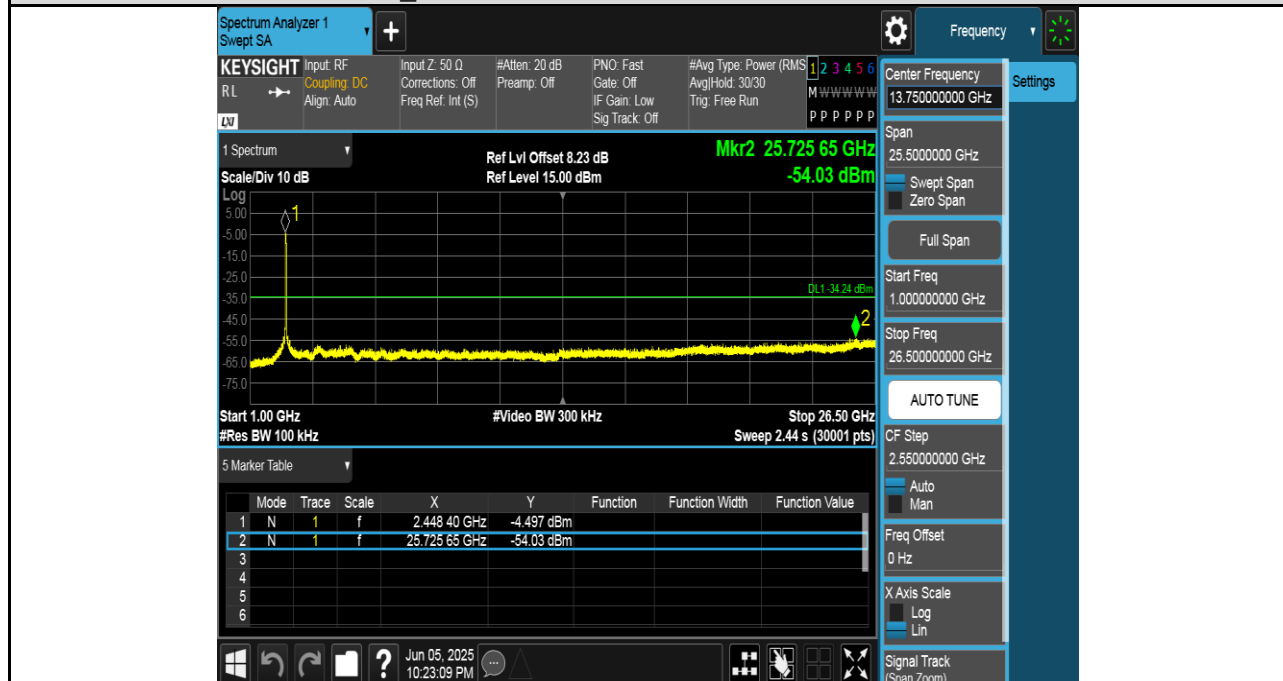 Spectrum Analyzer 1
Swept SA
+
Frequency
KEYSIGHT
RL
LXI
Input: RF
Coupling: DC
Align: Auto
Input Z: 50 Ω
Corrections: Off
Freq Ref: Int (S)
#Atten: 20 dB
Preamp: Off
PNO: Fast
Gate: Off
IF Gain: Low
Sig Track: Off
#Avg Type: Power (RMS
Avg|Hold: 30/30
Trig: Free Run
1 2 3 4 5 6
M W W W W W
P P P P P P
1 Spectrum
Scale/Div 10 dB
Ref Lvl Offset 8.23 dB
Ref Level 15.00 dBm
Mkr2 25.725 65 GHz
-54.03 dBm
Log
5.00
-5.00
-15.0
-25.0
-35.0
-45.0
-55.0
-65.0
-75.0
1
DL1 -34.24 dBm
2
Start 1.00 GHz
#Video BW 300 kHz
Stop 26.50 GHz
#Res BW 100 kHz
Sweep 2.44 s (30001 pts)
5 Marker Table
Mode Trace Scale X Y Function Function Width Function Value
1 N 1 f 2.448 40 GHz -4.497 dBm
2 N 1 f 25.725 65 GHz -54.03 dBm
3
4
5
6
?
Jun 05, 2025
10:23:09 PM
Center Frequency
13.750000000 GHz
Settings
Span
25.5000000 GHz
Swept Span
Zero Span
Full Span
Start Freq
1.000000000 GHz
Stop Freq
26.500000000 GHz
AUTO TUNE
CF Step
2.550000000 GHz
Auto
Man
Freq Offset
0 Hz
X Axis Scale
Log
Lin
Signal Track
(Span Zoom)